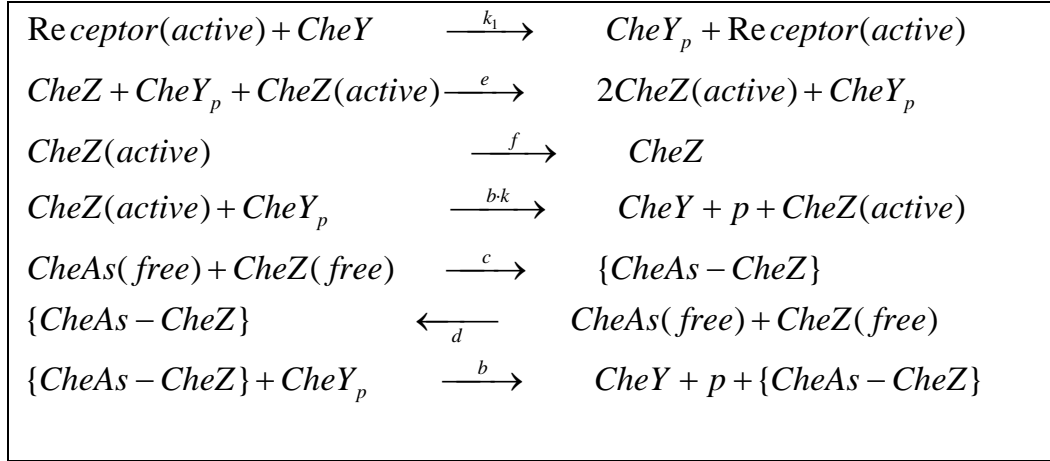 Receptor(active) + CheY —k₁→ CheYₚ + Receptor(active)
CheZ + CheYₚ + CheZ(active) —e→ 2CheZ(active) + CheYₚ
CheZ(active) —f→ CheZ
CheZ(active) + CheYₚ —b·k→ CheY + p + CheZ(active)
CheAs(free) + CheZ(free) —c→ {CheAs − CheZ}
{CheAs − CheZ} ←d— CheAs(free) + CheZ(free)
{CheAs − CheZ} + CheYₚ —b→ CheY + p + {CheAs − CheZ}